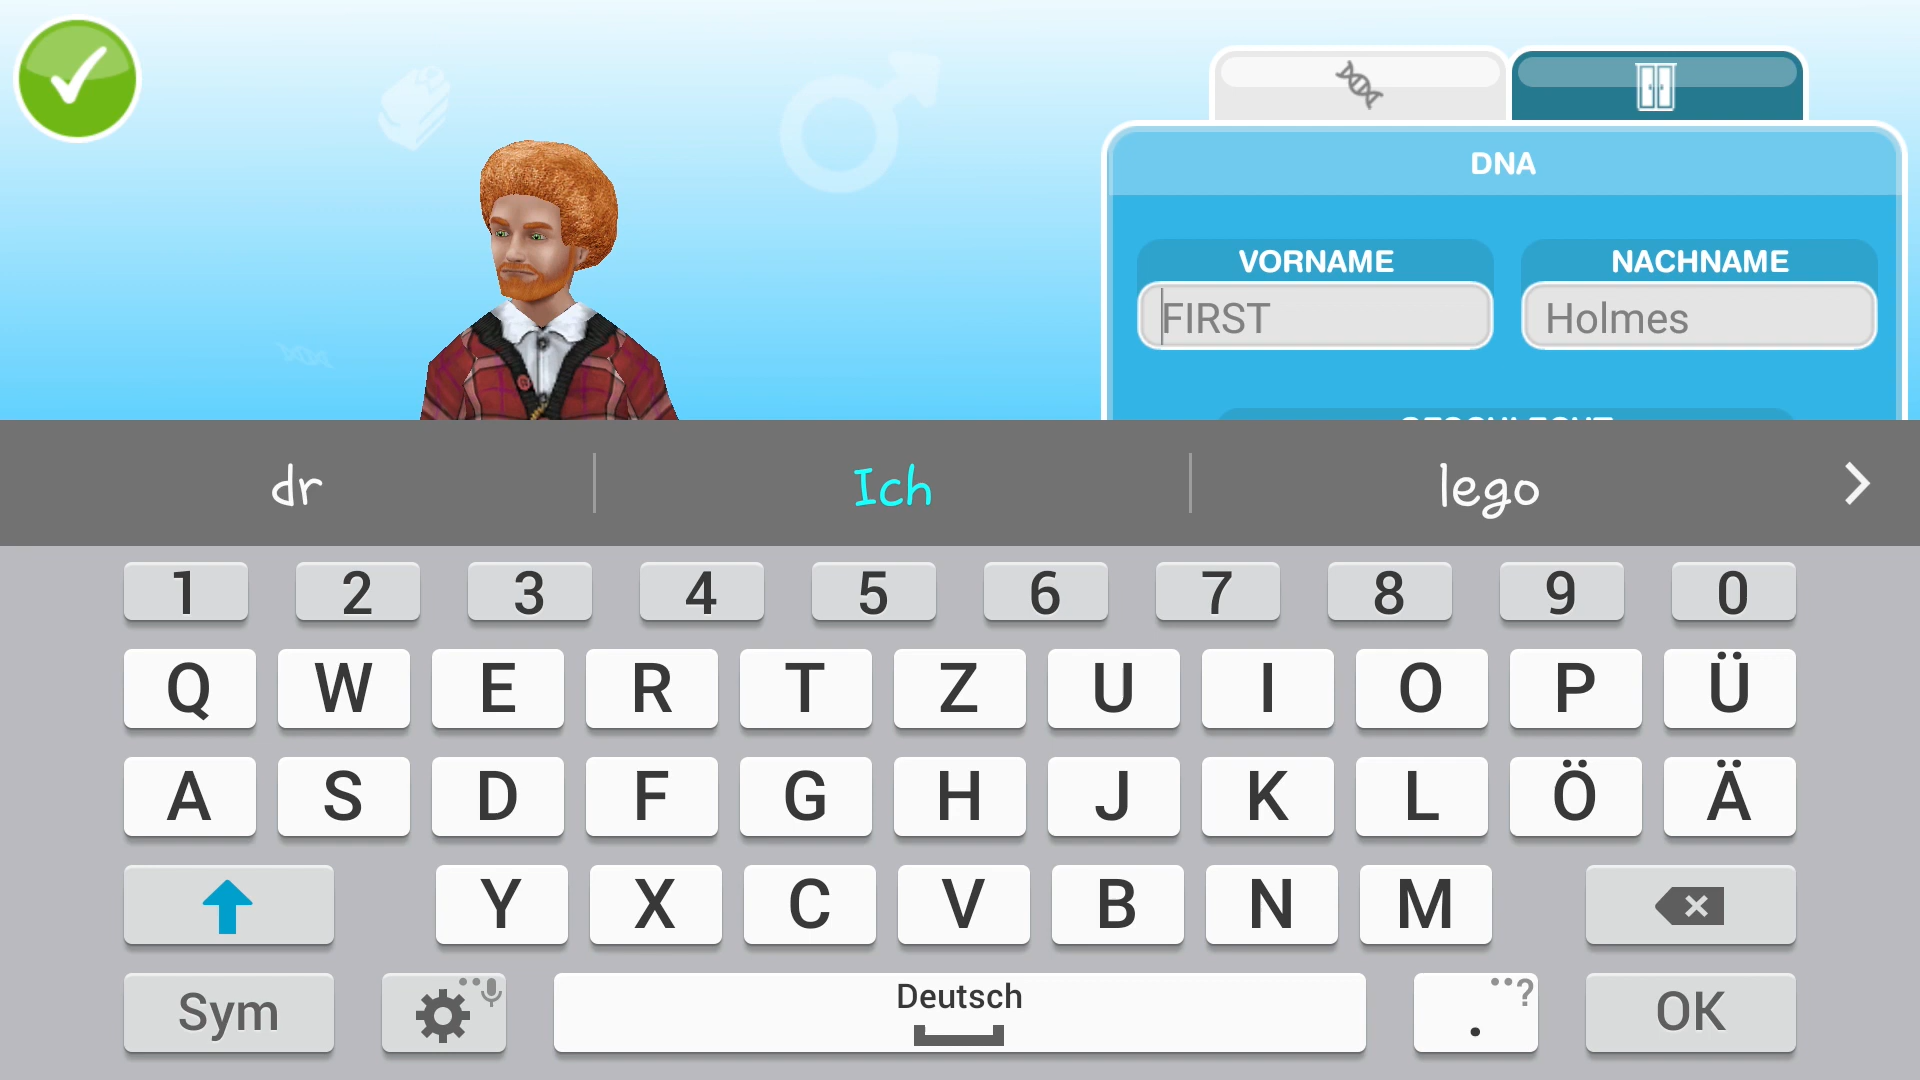 DNA
VORNAME NACHNAME
FIRST Holmes
dr Ich lego
1 2 3 4 5 6 7 8 9 0
Q W E R T Z U I O P Ü
A S D F G H J K L Ö Ä
Y X C V B N M
Sym Deutsch . ? OK